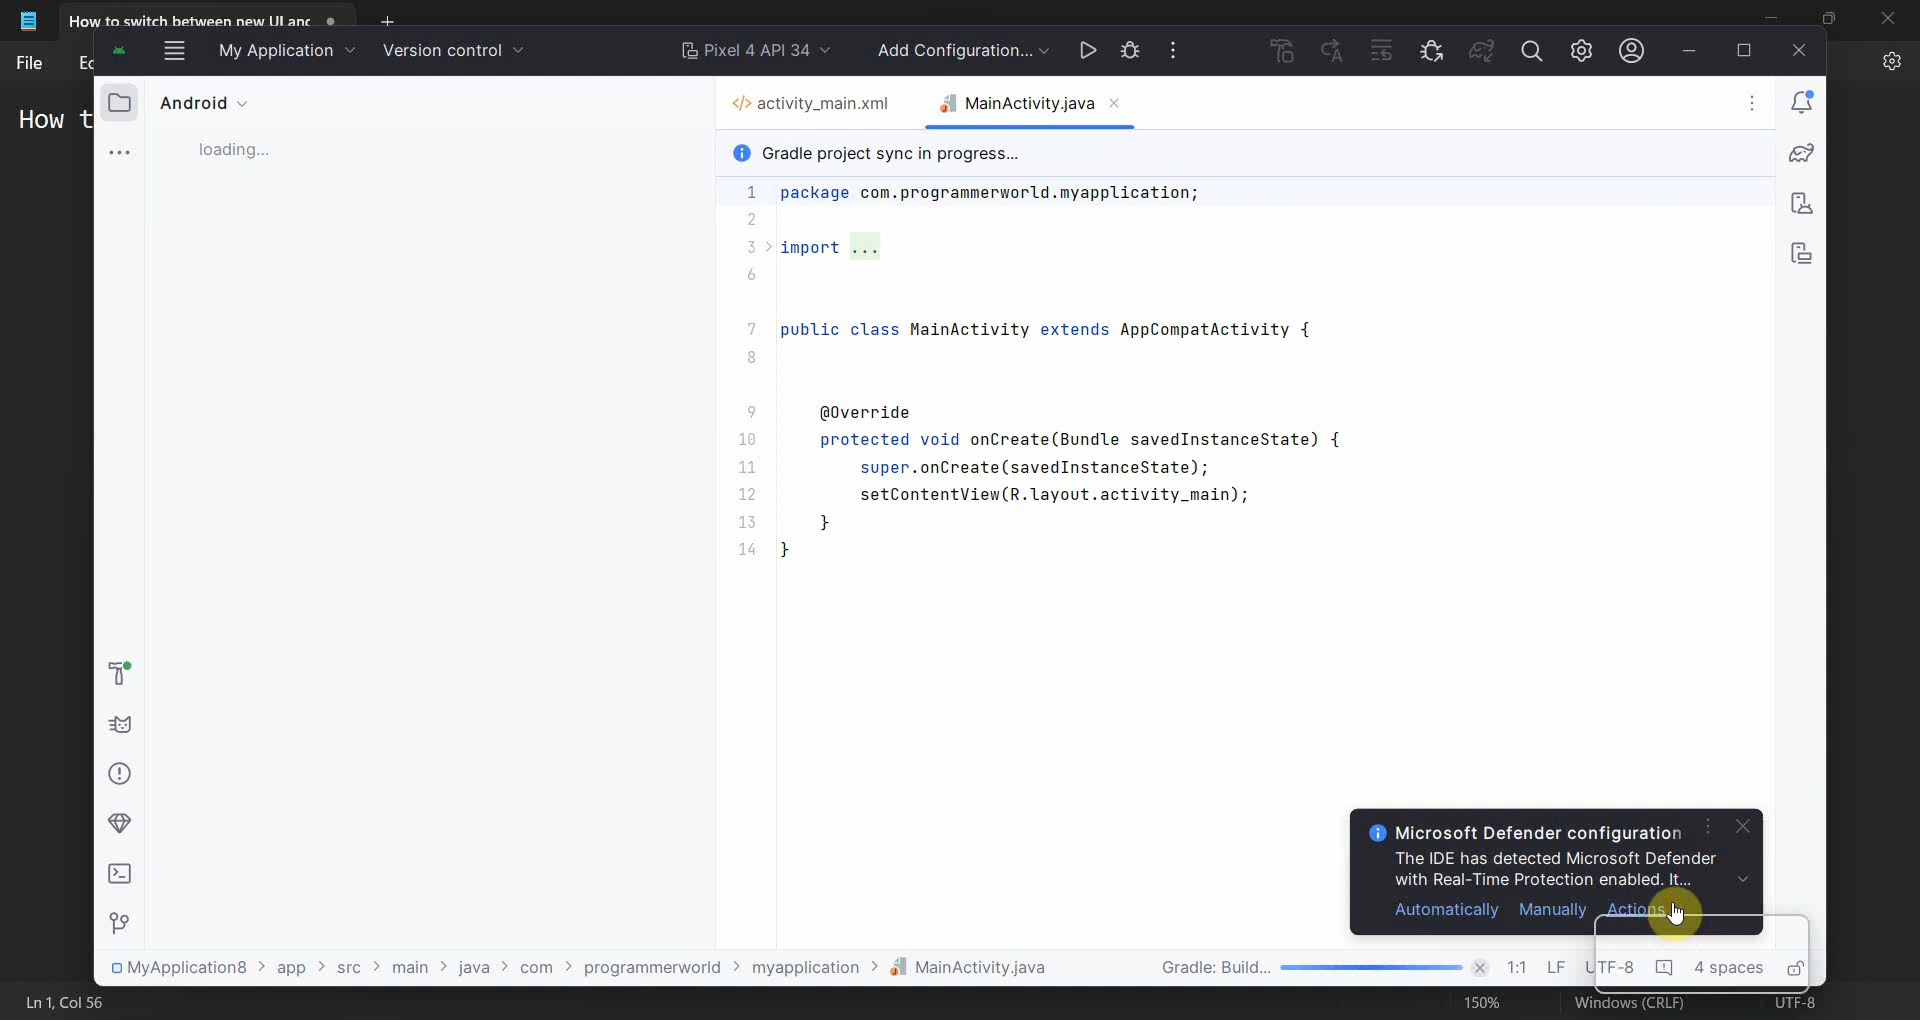 How to switch between new UI and
File
My Application
Version control
Pixel 4 API 34
Add Configuration...
How t
Android
activity_main.xml
MainActivity.java
loading...
Gradle project sync in progress...
1 package com.programmerworld.myapplication;
2
3 import ...
6
7 public class MainActivity extends AppCompatActivity {
8
9 @Override
10 protected void onCreate(Bundle savedInstanceState) {
11 super.onCreate(savedInstanceState);
12 setContentView(R.layout.activity_main);
13 }
14 }
Microsoft Defender configuration
The IDE has detected Microsoft Defender
with Real-Time Protection enabled. It...
Automatically Manually Actions
MyApplication8 > app > src > main > java > com > programmerworld > myapplication > MainActivity.java
Gradle: Build...
1:1 LF UTF-8 4 spaces
Ln 1, Col 56
150%
Windows (CRLF)
UTF-8